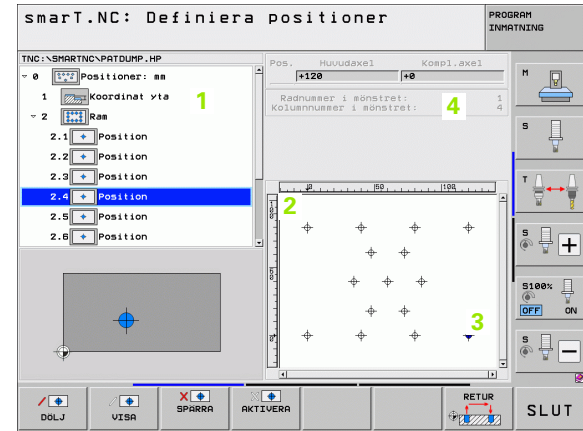 smarT.NC: Definiera positioner
PROGRAM
INMATNING
TNC:\SMARTNC\PATDUMP.HP
0 Positioner: mm
1 Koordinat yta
2 Ram
2.1 Position
2.2 Position
2.3 Position
2.4 Position
2.5 Position
2.6 Position
1
Pos. Huvudaxel Kompl.axel
+120 +0
Radnummer i mönstret: 1
Kolumnnummer i mönstret: 4
4
0 50 100
2
3
M
S
T
S
+
S100%
OFF ON
S
−
DÖLJ
VISA
SPÄRRA
AKTIVERA
RETUR
SLUT